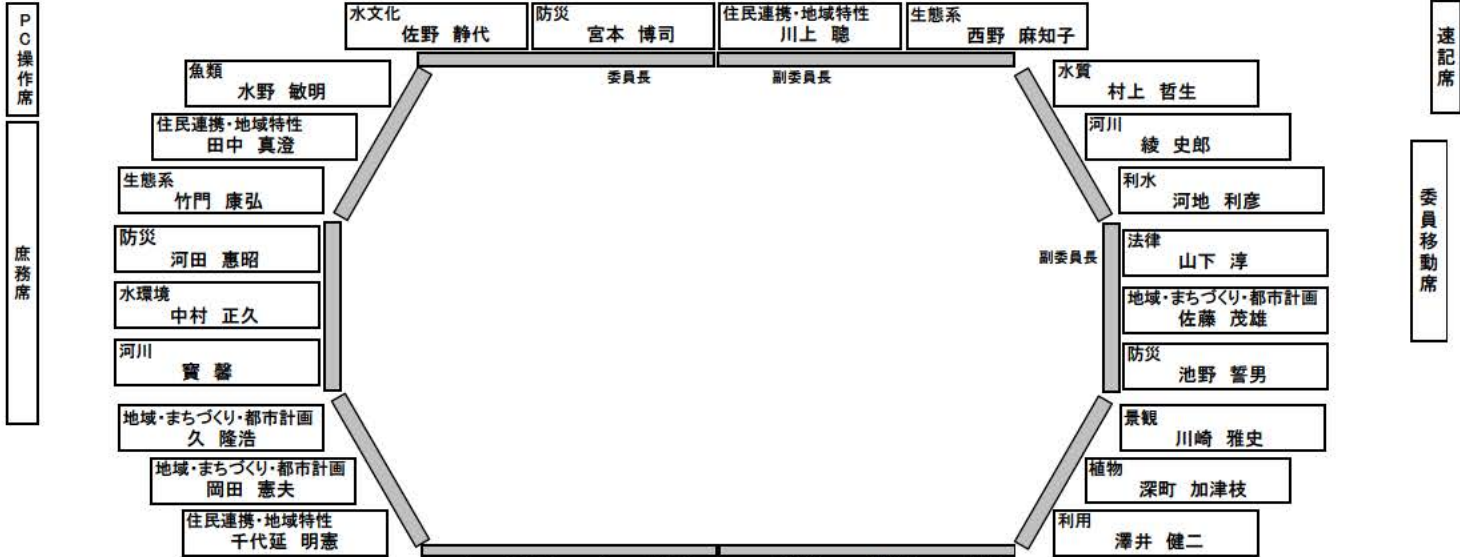 PC操作席
庶務席
水文化
佐野 静代
防災
宮本 博司
住民連携・地域特性
川上 聰
生態系
西野 麻知子
委員長
副委員長
魚類
水野 敏明
住民連携・地域特性
田中 真澄
生態系
竹門 康弘
防災
河田 惠昭
水環境
中村 正久
河川
寶 馨
地域・まちづくり・都市計画
久 隆浩
地域・まちづくり・都市計画
岡田 憲夫
住民連携・地域特性
千代延 明憲
水質
村上 哲生
河川
綾 史郎
利水
河地 利彦
副委員長
法律
山下 淳
地域・まちづくり・都市計画
佐藤 茂雄
防災
池野 誓男
景観
川崎 雅史
植物
深町 加津枝
利用
澤井 健二
速記席
委員移動席